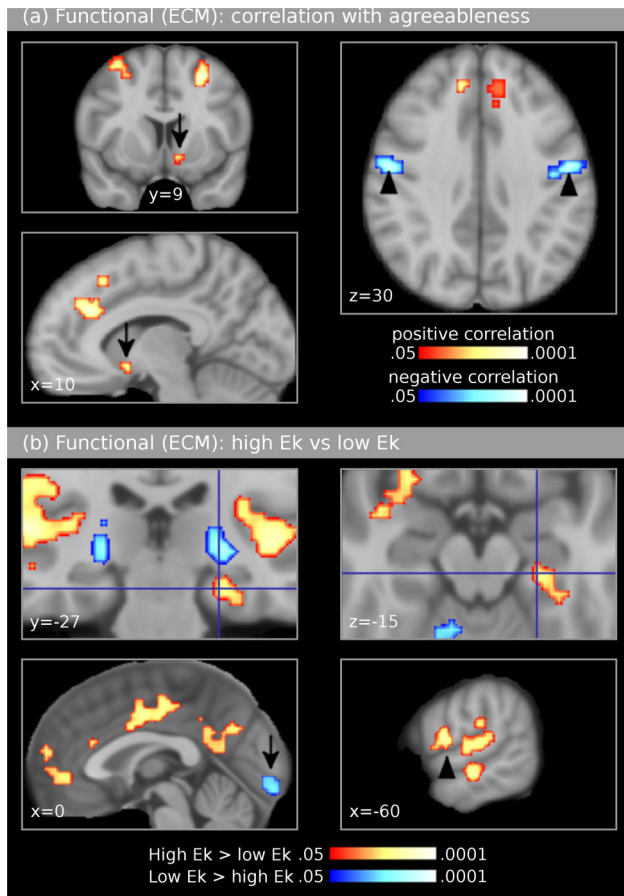 (a) Functional (ECM): correlation with agreeableness
y=9
z=30
x=10
positive correlation
.05 .0001
negative correlation
.05 .0001
(b) Functional (ECM): high Ek vs low Ek
y=-27
z=-15
x=0
x=-60
High Ek > low Ek .05 .0001
Low Ek > high Ek .05 .0001